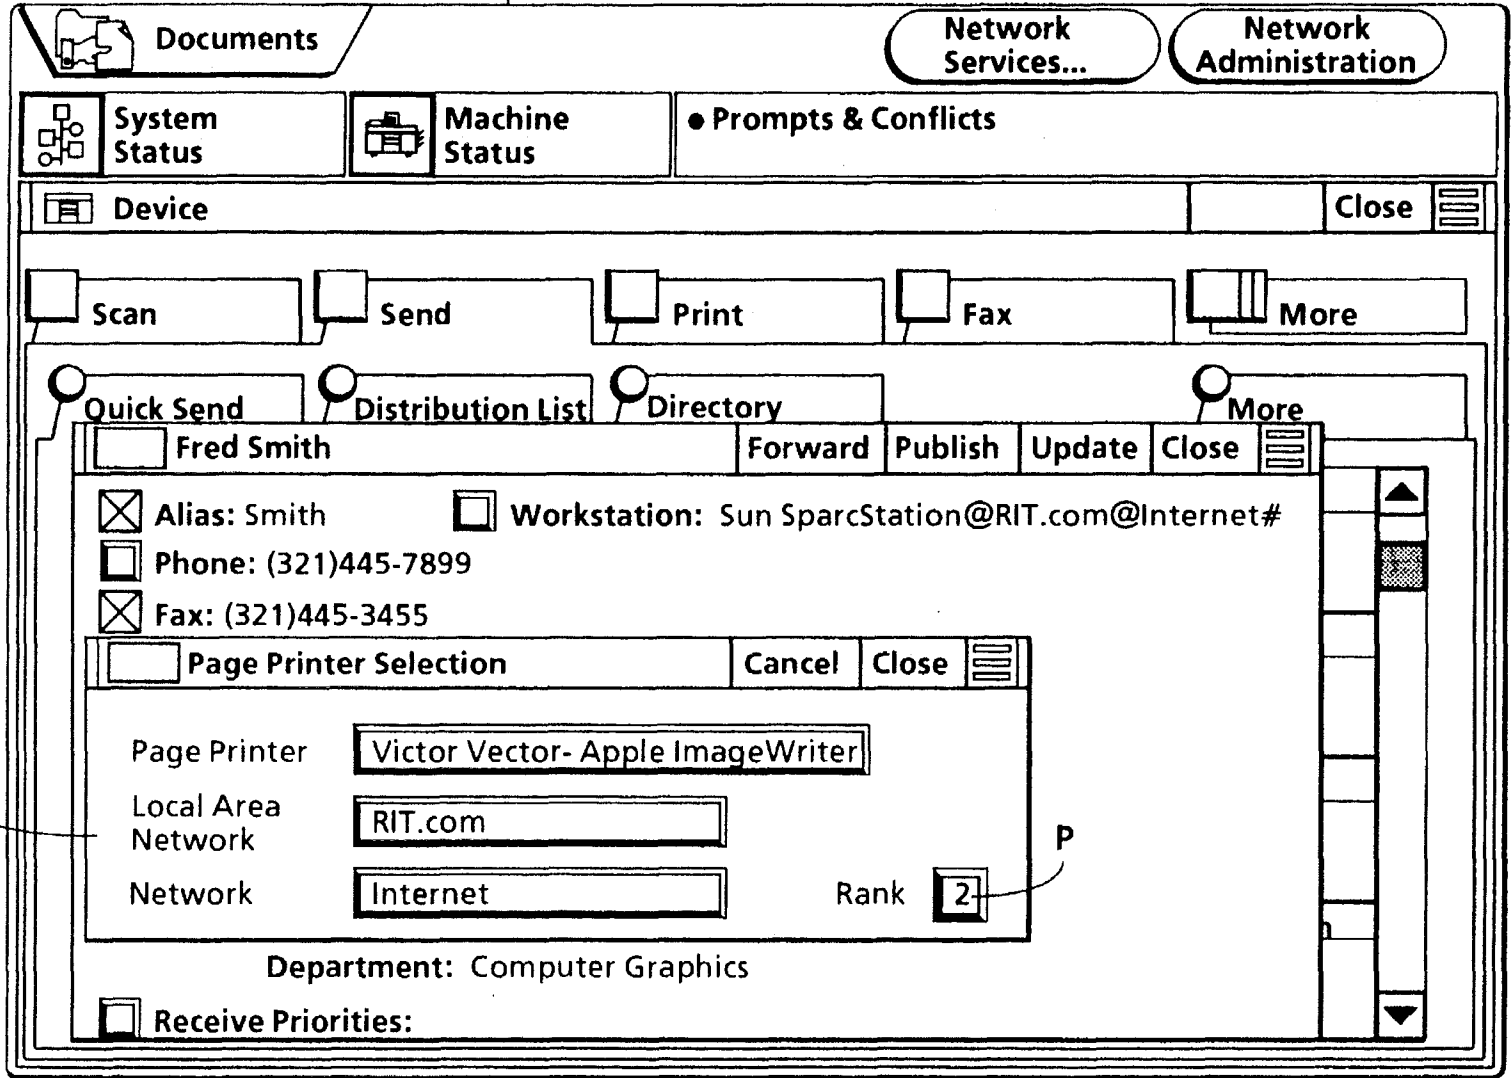 Documents
Network
Services...
Network
Administration
System
Status
Machine
Status
● Prompts & Conflicts
Device
Close
Scan
Send
Print
Fax
More
Quick Send
Distribution List
Directory
More
Fred Smith
Forward
Publish
Update
Close
Alias: Smith
Workstation: Sun SparcStation@RIT.com@Internet#
Phone: (321)445-7899
Fax: (321)445-3455
Page Printer Selection
Cancel
Close
Page Printer
Victor Vector- Apple ImageWriter
Local Area
Network
RIT.com
P
Network
Internet
Rank
2
Department: Computer Graphics
Receive Priorities: